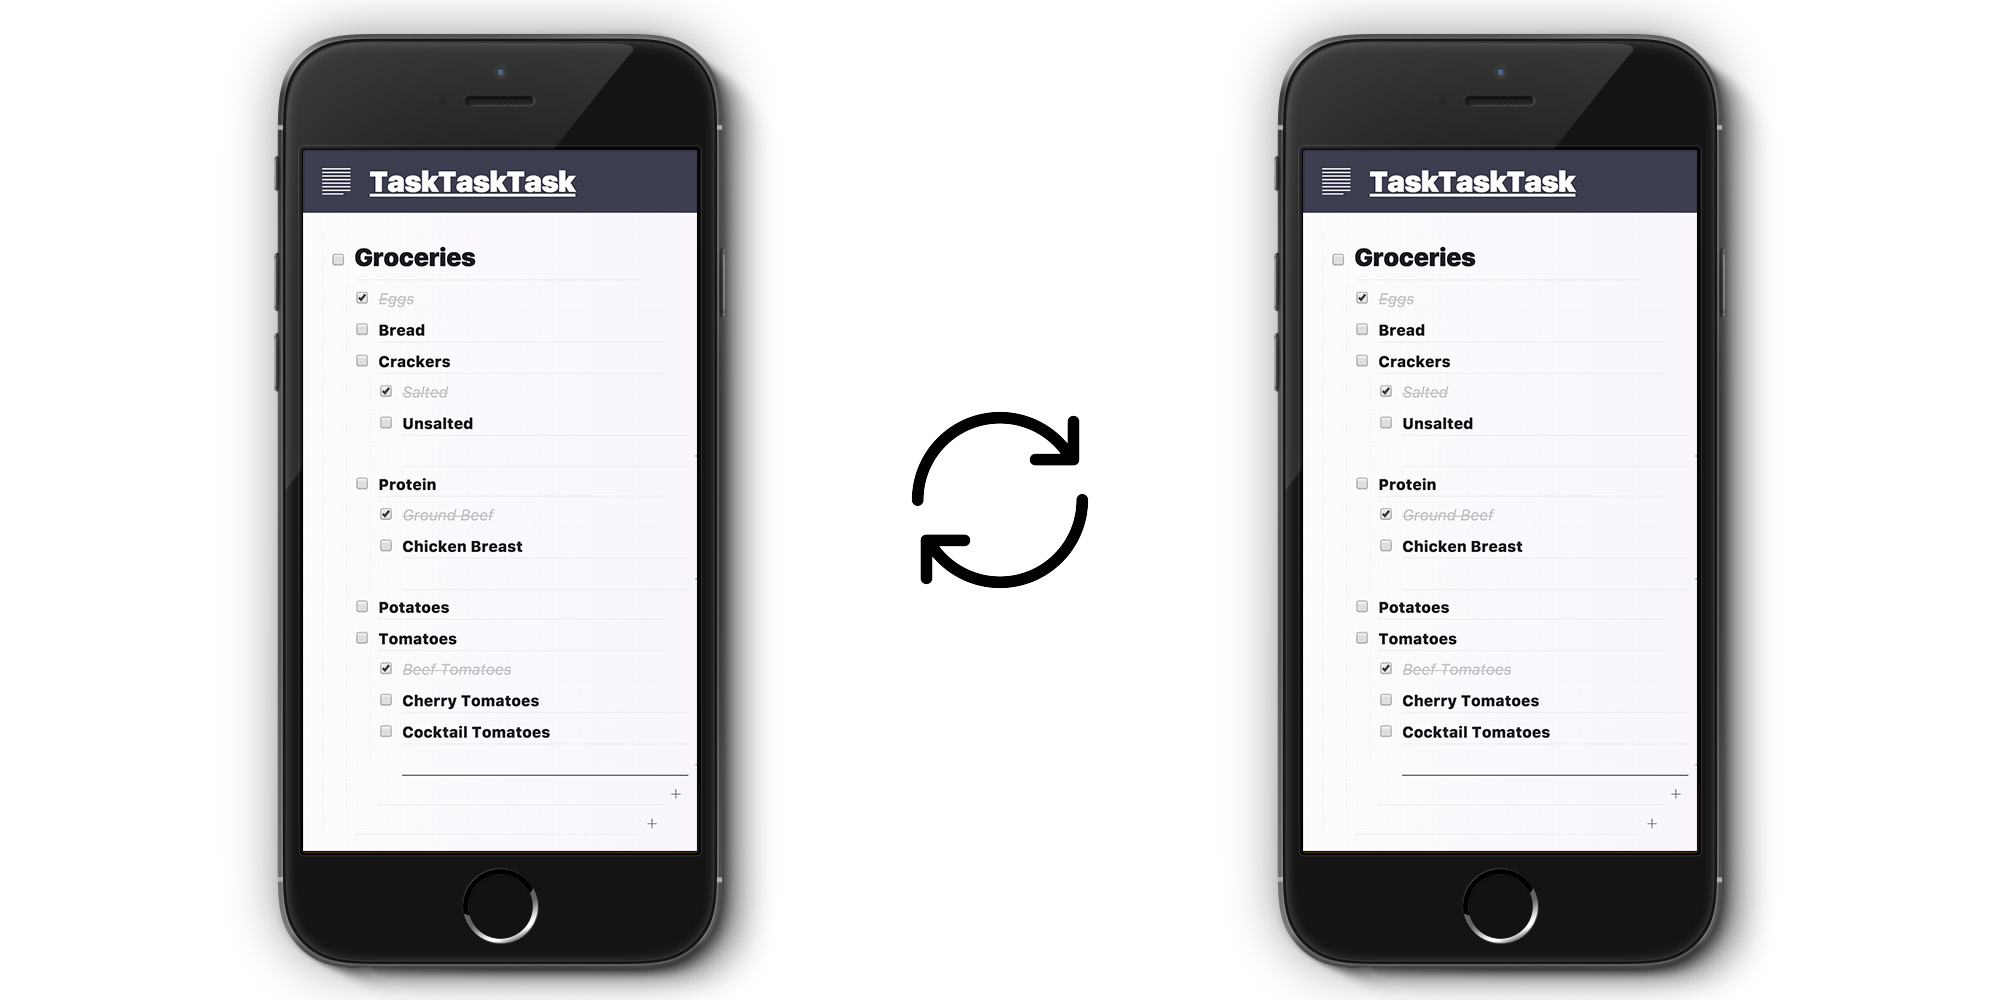 TaskTaskTask
Groceries
Eggs
Bread
Crackers
Salted
Unsalted
Protein
Ground Beef
Chicken Breast
Potatoes
Tomatoes
Beef Tomatoes
Cherry Tomatoes
Cocktail Tomatoes
+
+
TaskTaskTask
Groceries
Eggs
Bread
Crackers
Salted
Unsalted
Protein
Ground Beef
Chicken Breast
Potatoes
Tomatoes
Beef Tomatoes
Cherry Tomatoes
Cocktail Tomatoes
+
+